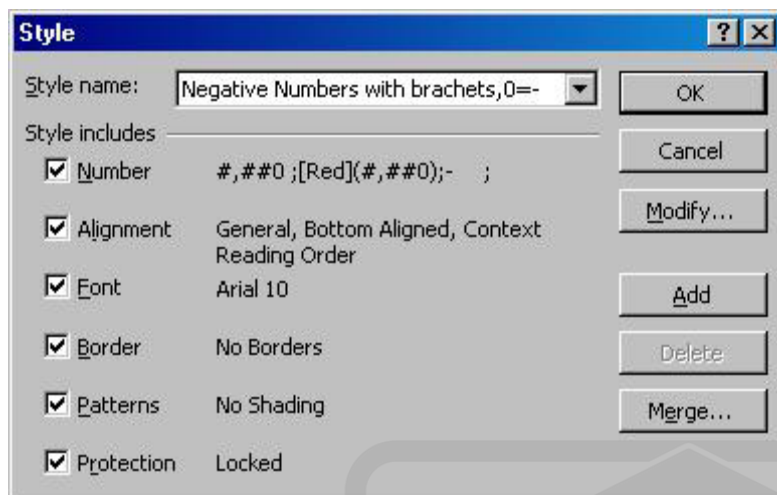 Style
Style name: Negative Numbers with brachets,0=- OK
Style includes
Cancel
Number #,##0 ;[Red](#,##0);- ;
Modify...
Alignment General, Bottom Aligned, Context
Reading Order
Font Arial 10 Add
Border No Borders Delete
Patterns No Shading Merge...
Protection Locked